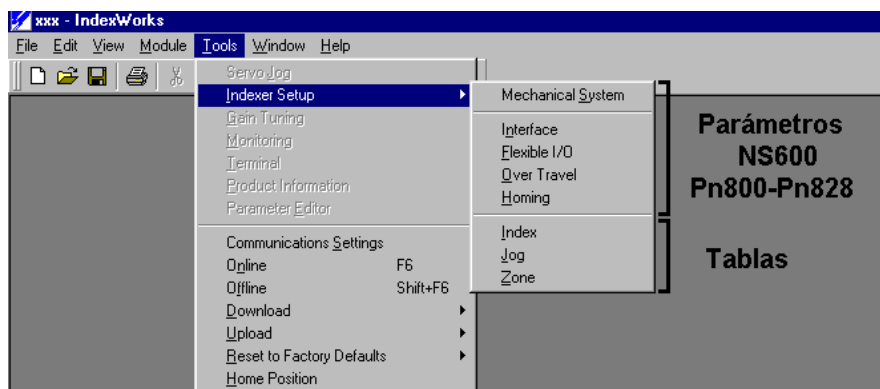 xxx - IndexWorks
File Edit View Module Tools Window Help
Servo Jog
Indexer Setup
Gain Tuning
Monitoring
Terminal
Product Information
Parameter Editor
Communications Settings
Online F6
Offline Shift+F6
Download
Upload
Reset to Factory Defaults
Home Position
Mechanical System
Interface
Flexible I/O
Over Travel
Homing
Index
Jog
Zone
Parámetros
NS600
Pn800-Pn828
Tablas